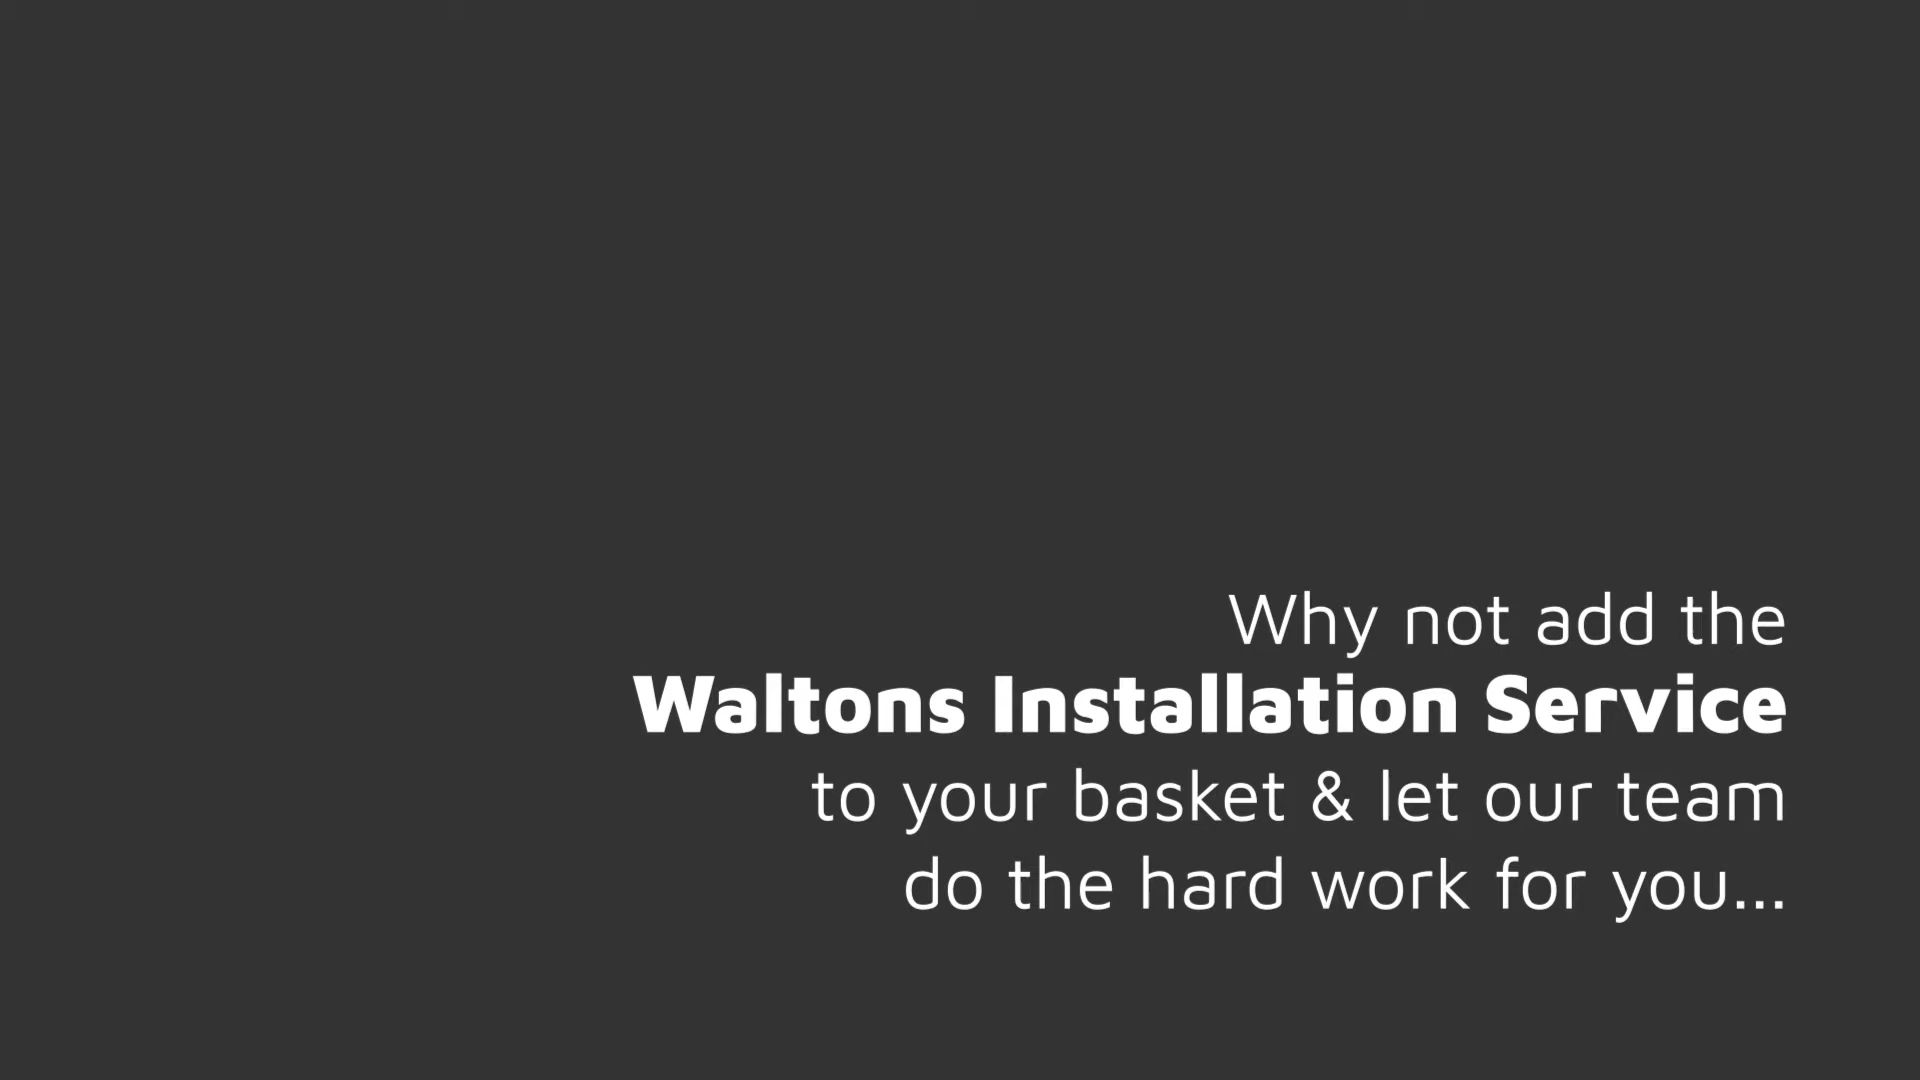 Why not add the
Waltons Installation Service
to your basket & let our team
do the hard work for you...